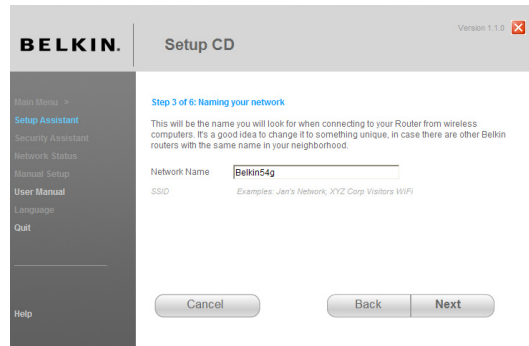 Version 1.1.0
BELKIN.
Setup CD
Main Menu >
Setup Assistant
Security Assistant
Network Status
Manual Setup
User Manual
Language
Quit
Help
Step 3 of 6: Naming your network
This will be the name you will look for when connecting to your Router from wireless
computers. It's a good idea to change it to something unique, in case there are other Belkin
routers with the same name in your neighborhood.
Network Name Belkin54g
SSID Examples: Jan's Network, XYZ Corp Visitors WiFi
Cancel Back Next